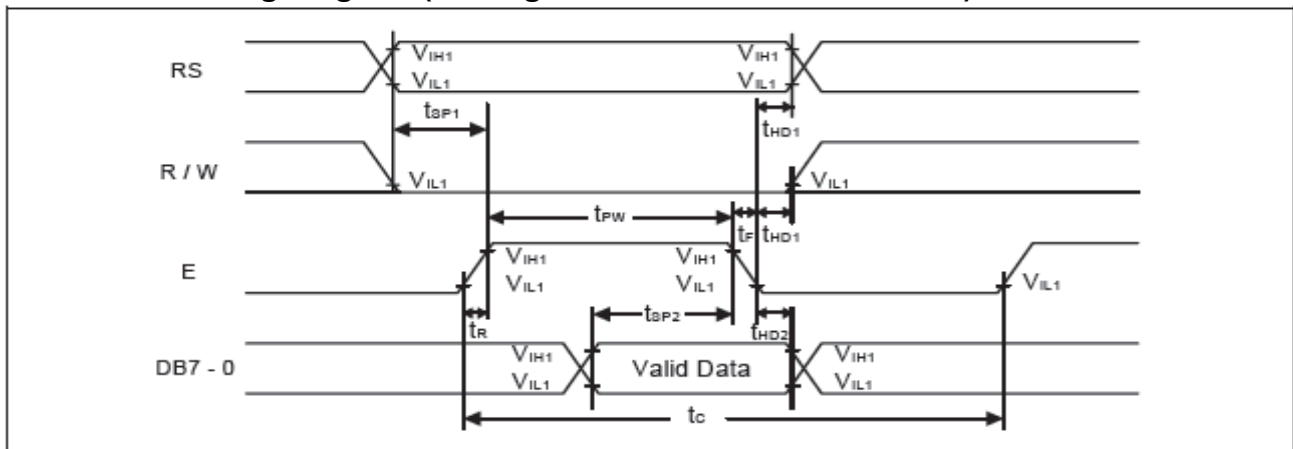 RS VIH1 VIH1
VIL1 VIL1
tSP1 tHD1
R / W VIL1 VIL1
tPW tF tHD1
E VIH1 VIH1
VIL1 VIL1 VIL1
tR tSP2 tHD2
DB7 - 0 VIH1 Valid Data VIH1
VIL1 VIL1
tC